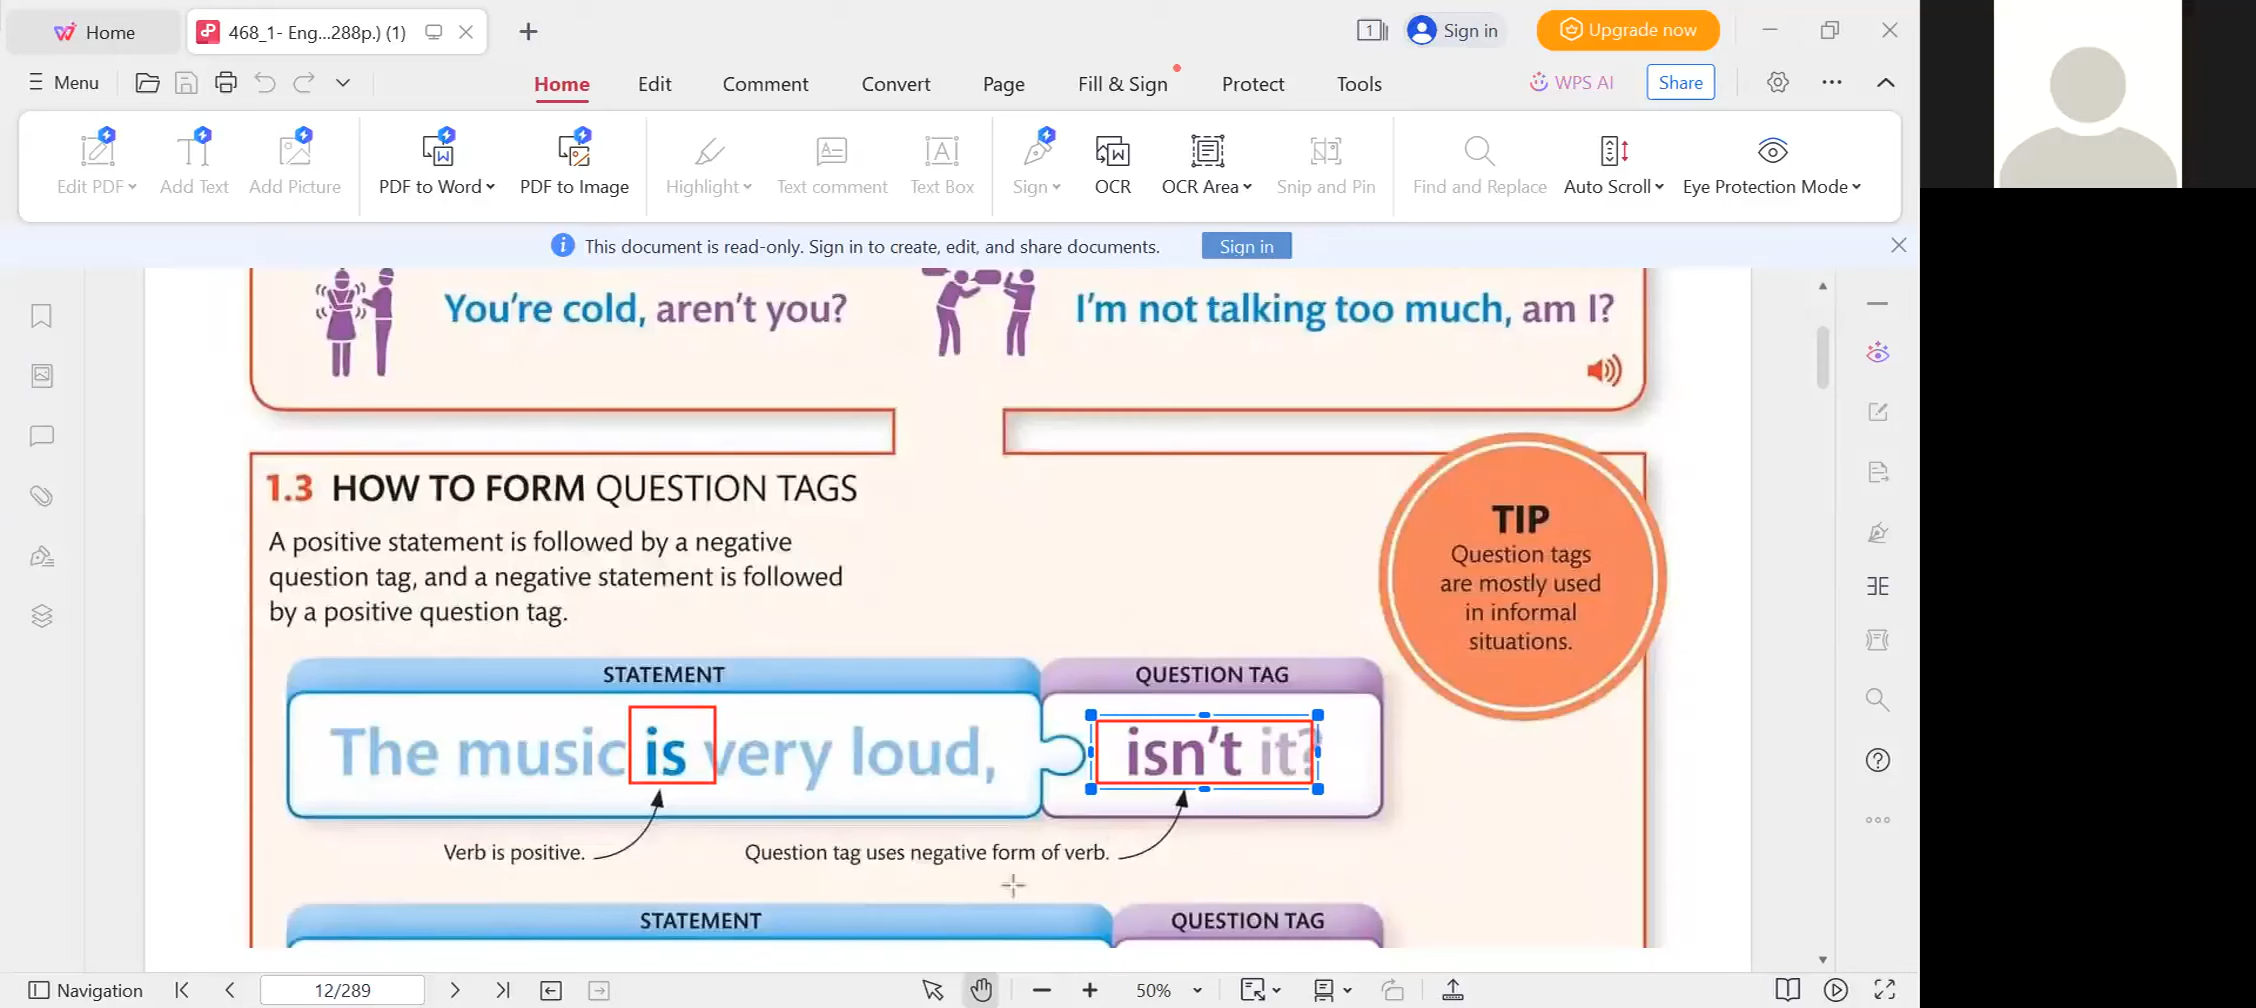 Home
468_1- Eng...288p.) (1)
1
Sign in
Upgrade now
Menu
Home
Edit
Comment
Convert
Page
Fill & Sign
Protect
Tools
WPS AI
Share
Edit PDF
Add Text
Add Picture
PDF to Word
PDF to Image
Highlight
Text comment
Text Box
Sign
OCR
OCR Area
Snip and Pin
Find and Replace
Auto Scroll
Eye Protection Mode
This document is read-only. Sign in to create, edit, and share documents.
Sign in
You're cold, aren't you?
I'm not talking too much, am I?
1.3 HOW TO FORM QUESTION TAGS
A positive statement is followed by a negative
question tag, and a negative statement is followed
by a positive question tag.
TIP
Question tags
are mostly used
in informal
situations.
STATEMENT
QUESTION TAG
The music is very loud,
isn't it?
Verb is positive.
Question tag uses negative form of verb.
STATEMENT
QUESTION TAG
Navigation
12/289
50%